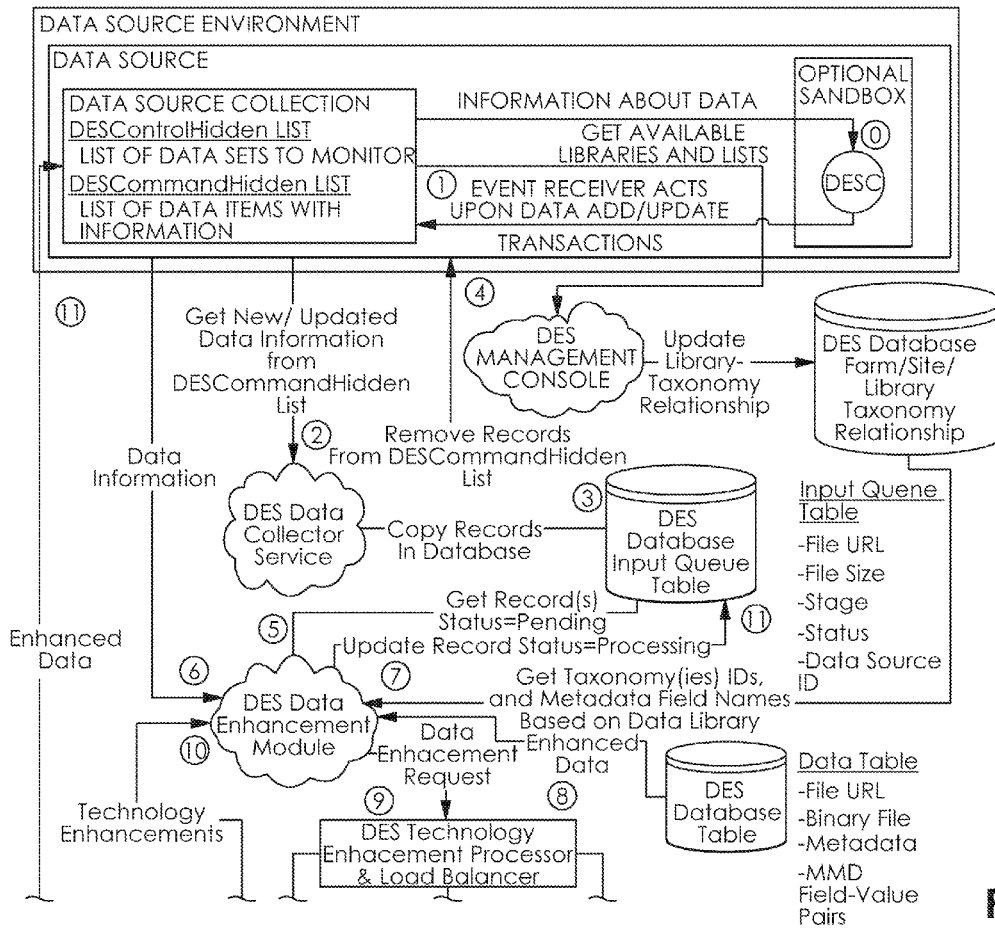 DATA SOURCE ENVIRONMENT
DATA SOURCE
OPTIONAL
SANDBOX
DATA SOURCE COLLECTION
DESControlHidden LIST
LIST OF DATA SETS TO MONITOR
DESCommandHidden LIST
LIST OF DATA ITEMS WITH
INFORMATION
INFORMATION ABOUT DATA
0
GET AVAILABLE
LIBRARIES AND LISTS
DESC
1
EVENT RECEIVER ACTS
UPON DATA ADD/UPDATE
TRANSACTIONS
11
Get New/ Updated
Data Information
from
DESCommandHidden
List
4
DES
MANAGEMENT
CONSOLE
Update
Library-
Taxonomy
Relationship
DES Database
Farm/Site/
Library
Taxonomy
Relationship
2
Remove Records
From DESCommandHidden
List
Data
Information
DES Data
Collector
Service
Copy Records
In Database
3
DES
Database
Input Queue
Table
Input Quene
Table
-File URL
-File Size
-Stage
-Status
-Data Source
ID
Get Record(s)
Status=Pending
5
Update Record Status=Processing
11
Enhanced
Data
6
7
Get Taxonomy(ies) IDs,
and Metadata Field Names
Based on Data Library
DES Data
Enhancement
Module
10
Enhanced
Data
Data
Enhacement
Request
DES
Database
Table
Data Table
-File URL
-Binary File
-Metadata
-MMD
Field-Value
Pairs
Technology
Enhancements
9
8
DES Technology
Enhacement Processor
& Load Balancer